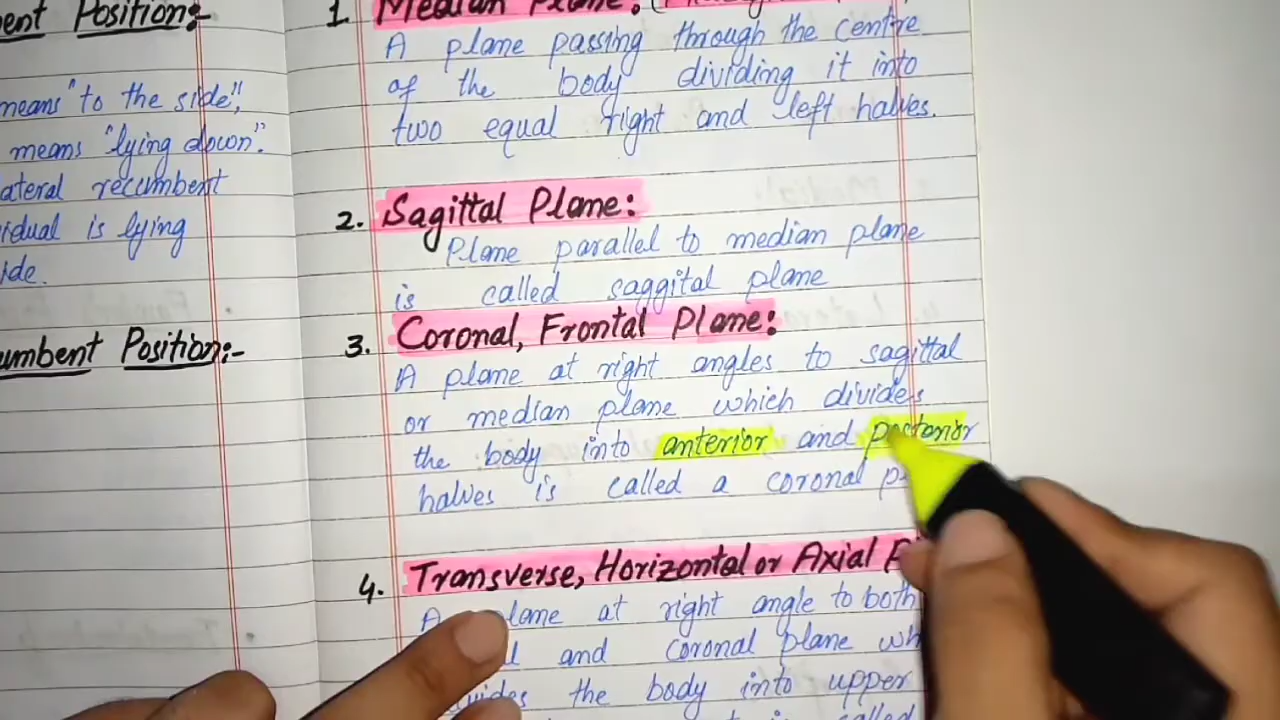 ent Position:-
means "to the side",
means "lying down".
ateral recumbent
idual is lying
ide.
umbent Position:-
1. Median Plane:
A plane passing through the centre
of the body dividing it into
two equal right and left halves.
2. Sagittal Plane:
Plane parallel to median plane
is called saggital plane
3. Coronal, Frontal Plane:
A plane at right angles to sagittal
or median plane which divides
the body into anterior and posterior
halves is called a coronal p
4. Transverse, Horizontal or Axial
A plane at right angle to both
and coronal plane wh
the body into upper
called